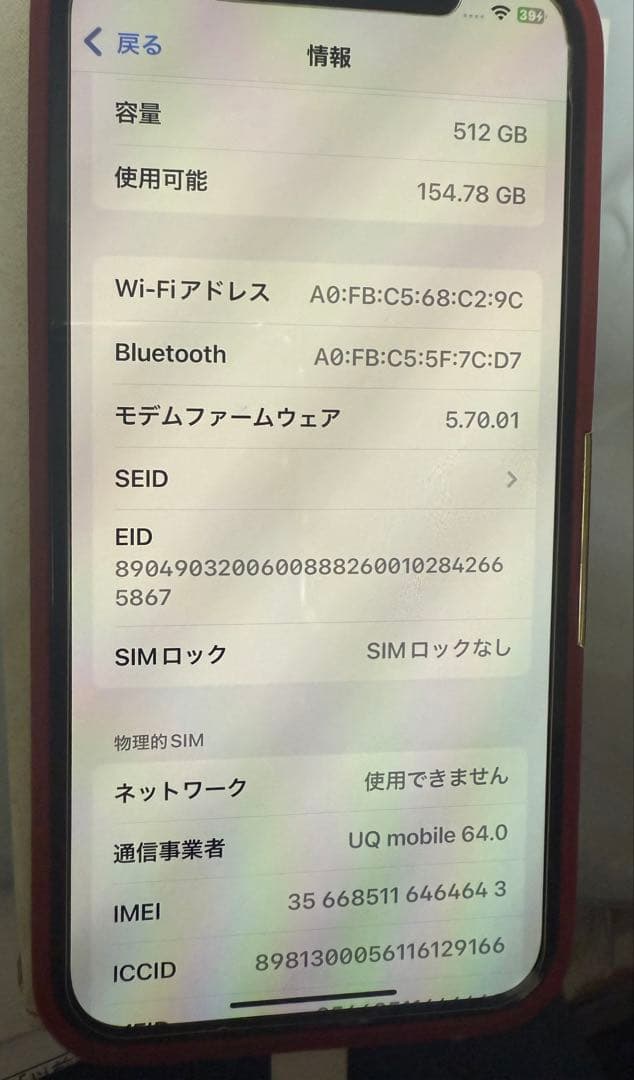 39
戻る
情報
容量 512 GB
使用可能 154.78 GB
Wi-Fiアドレス A0:FB:C5:68:C2:9C
Bluetooth A0:FB:C5:5F:7C:D7
モデムファームウェア 5.70.01
SEID
EID
8904903200600888260010284266
5867
SIMロック SIMロックなし
物理的SIM
ネットワーク 使用できません
通信事業者 UQ mobile 64.0
IMEI 35 668511 646464 3
ICCID 8981300056116129166